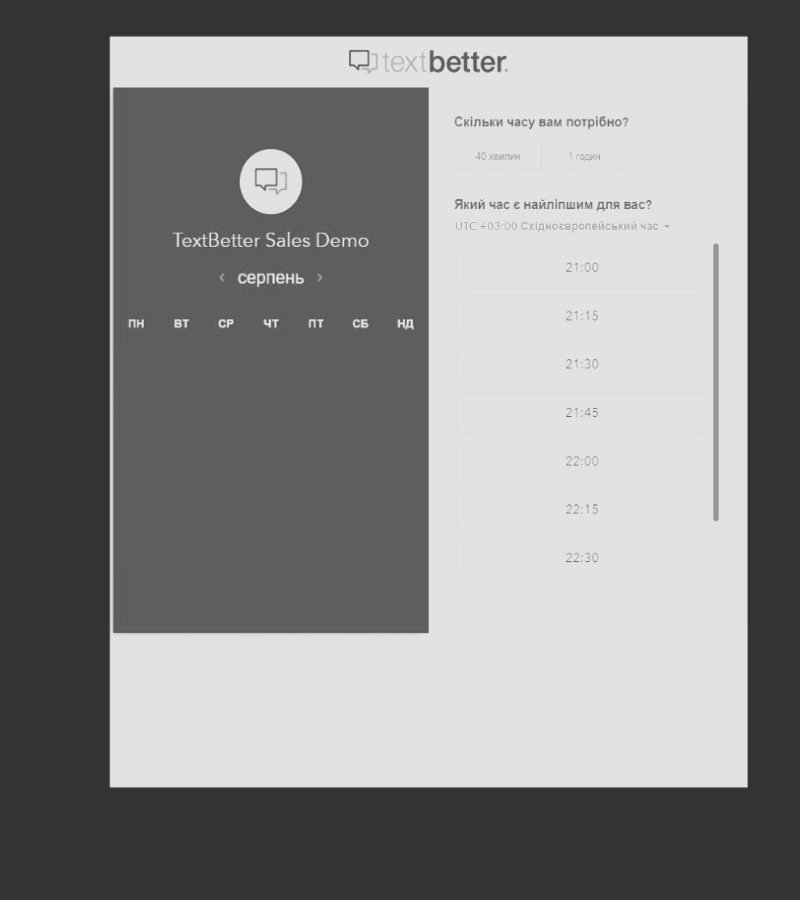 textbetter.
TextBetter Sales Demo
< серпень >
ПН ВТ СР ЧТ ПТ СБ НД
Скільки часу вам потрібно?
40 хвилин 1 годин
Який час є найліпшим для вас?
UTC +03:00 Східноєвропейський час
21:00
21:15
21:30
21:45
22:00
22:15
22:30